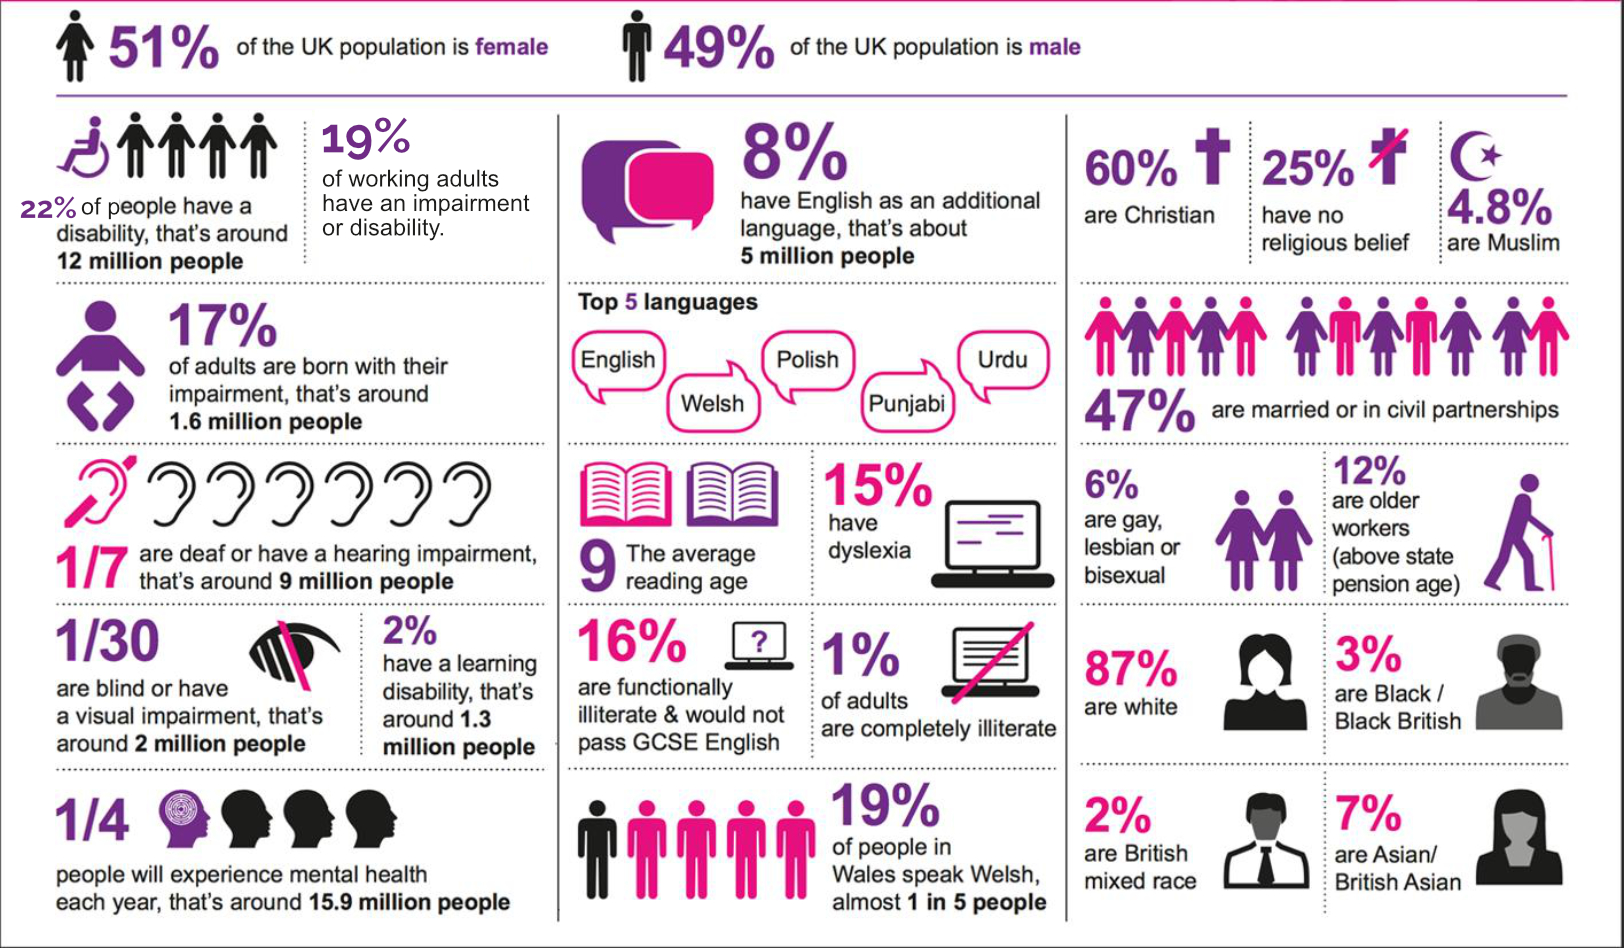 51% of the UK population is female
49% of the UK population is male
22% of people have a
disability, that's around
12 million people
19%
of working adults
have an impairment
or disability.
17%
of adults are born with their
impairment, that's around
1.6 million people
1/7 are deaf or have a hearing impairment,
that's around 9 million people
1/30
are blind or have
a visual impairment, that's
around 2 million people
2%
have a learning
disability, that's
around 1.3
million people
1/4
people will experience mental health
each year, that's around 15.9 million people
8%
have English as an additional
language, that's about
5 million people
Top 5 languages
English
Welsh
Polish
Punjabi
Urdu
9 The average
reading age
15%
have
dyslexia
16%
?
are functionally
illiterate & would not
pass GCSE English
1%
of adults
are completely illiterate
19%
of people in
Wales speak Welsh,
almost 1 in 5 people
60%
are Christian
25%
have no
religious belief
4.8%
are Muslim
47% are married or in civil partnerships
6%
are gay,
lesbian or
bisexual
12%
are older
workers
(above state
pension age)
87%
are white
3%
are Black /
Black British
2%
are British
mixed race
7%
are Asian/
British Asian